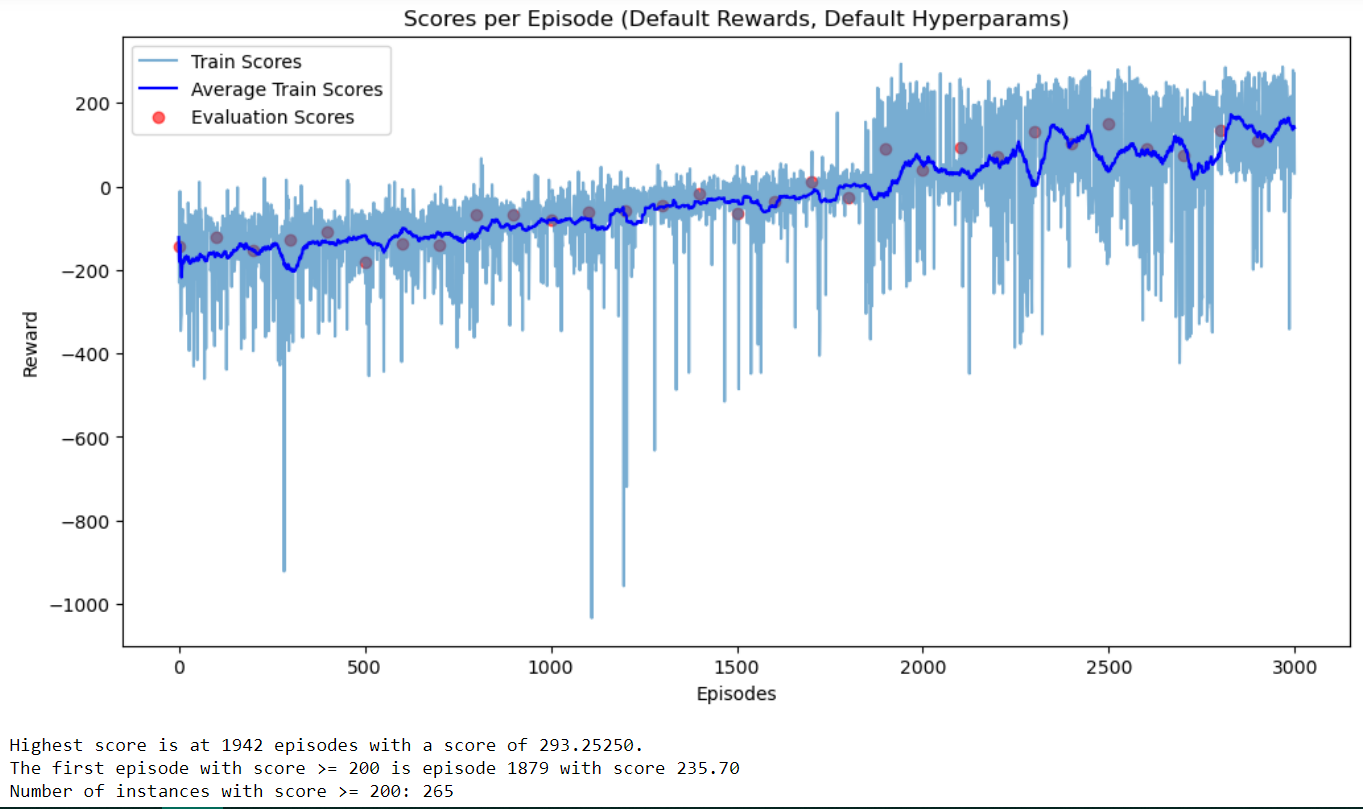 Scores per Episode (Default Rewards, Default Hyperparams)
Train Scores
Average Train Scores
Evaluation Scores
200
0
−200
−400
−600
−800
−1000
Reward
0 500 1000 1500 2000 2500 3000
Episodes
Highest score is at 1942 episodes with a score of 293.25250.
The first episode with score >= 200 is episode 1879 with score 235.70
Number of instances with score >= 200: 265